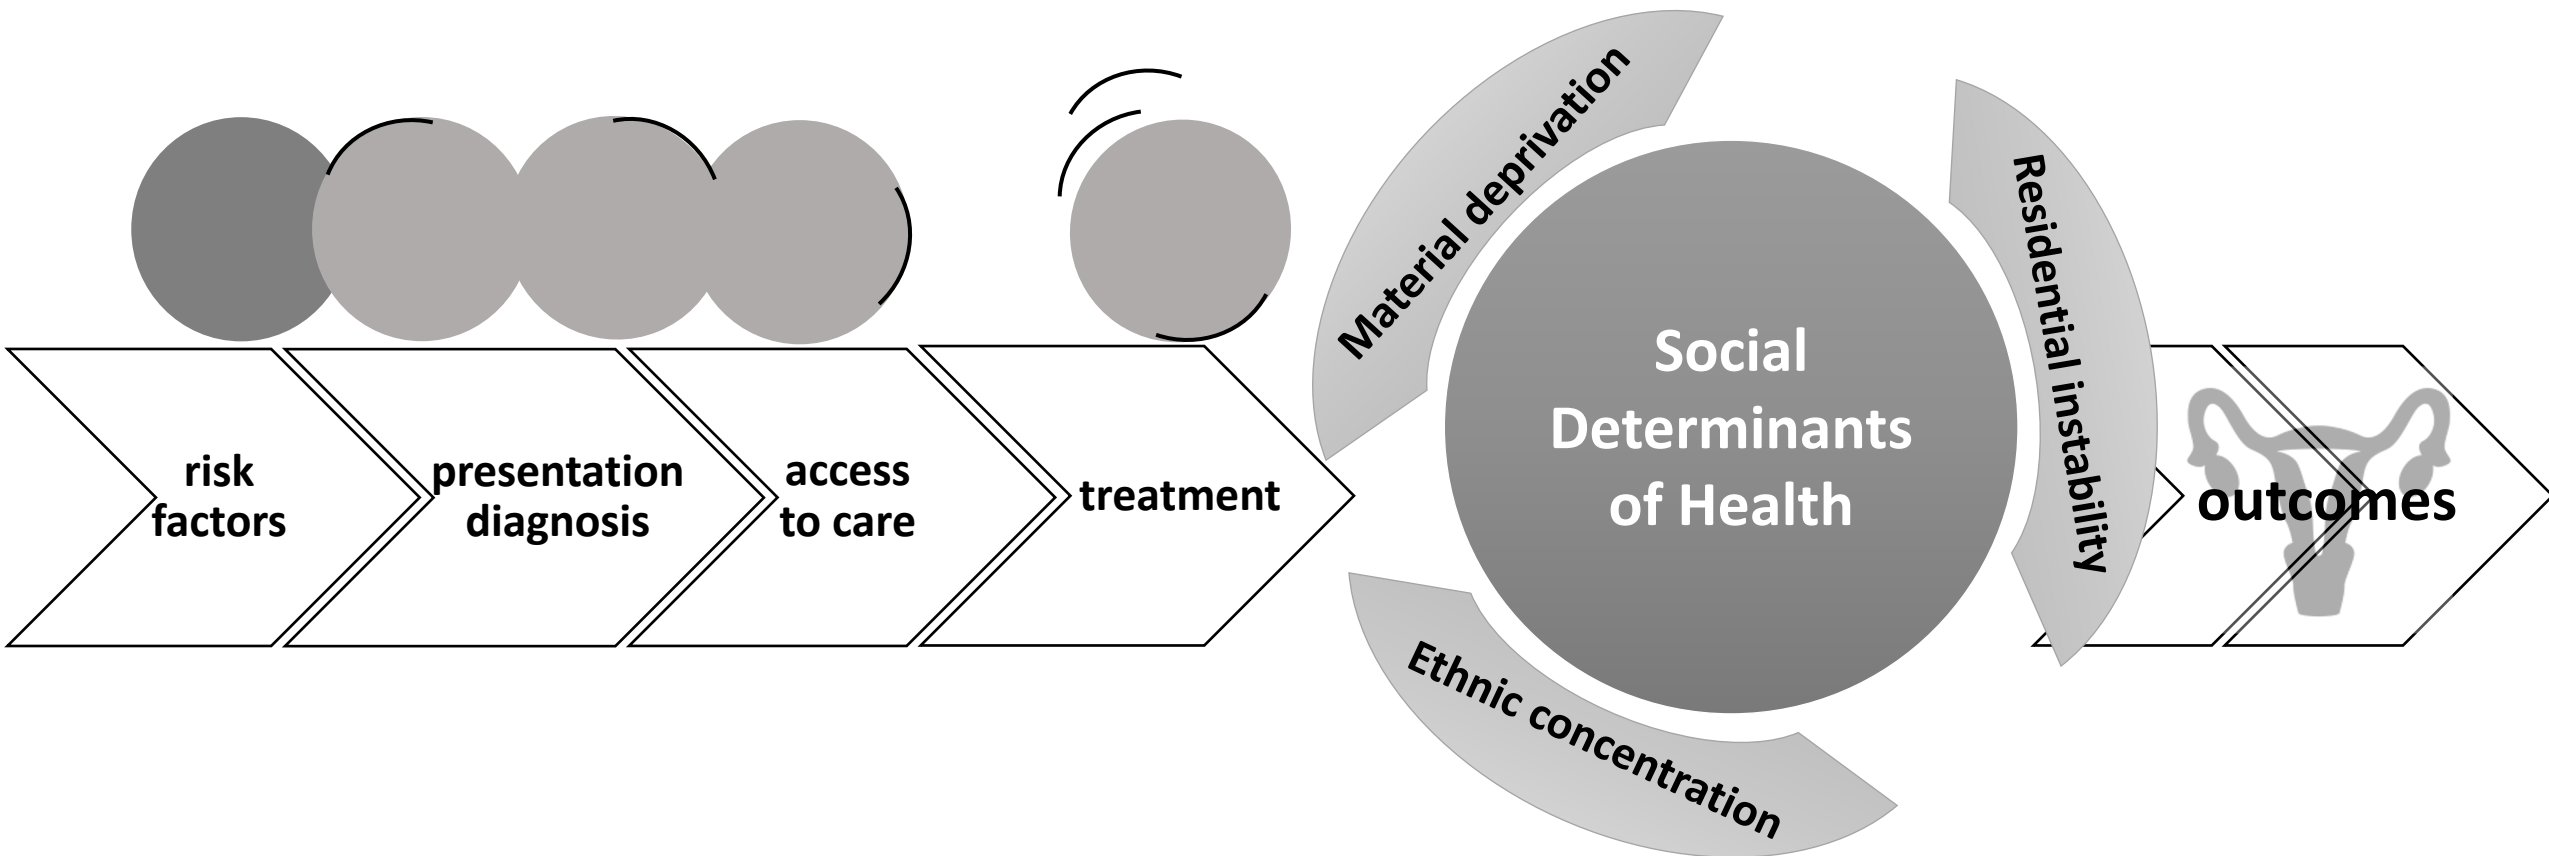 risk
factors
presentation
diagnosis
access
to care
treatment
Material deprivation
Social
Determinants
of Health
Residential instability
Ethnic concentration
outcomes